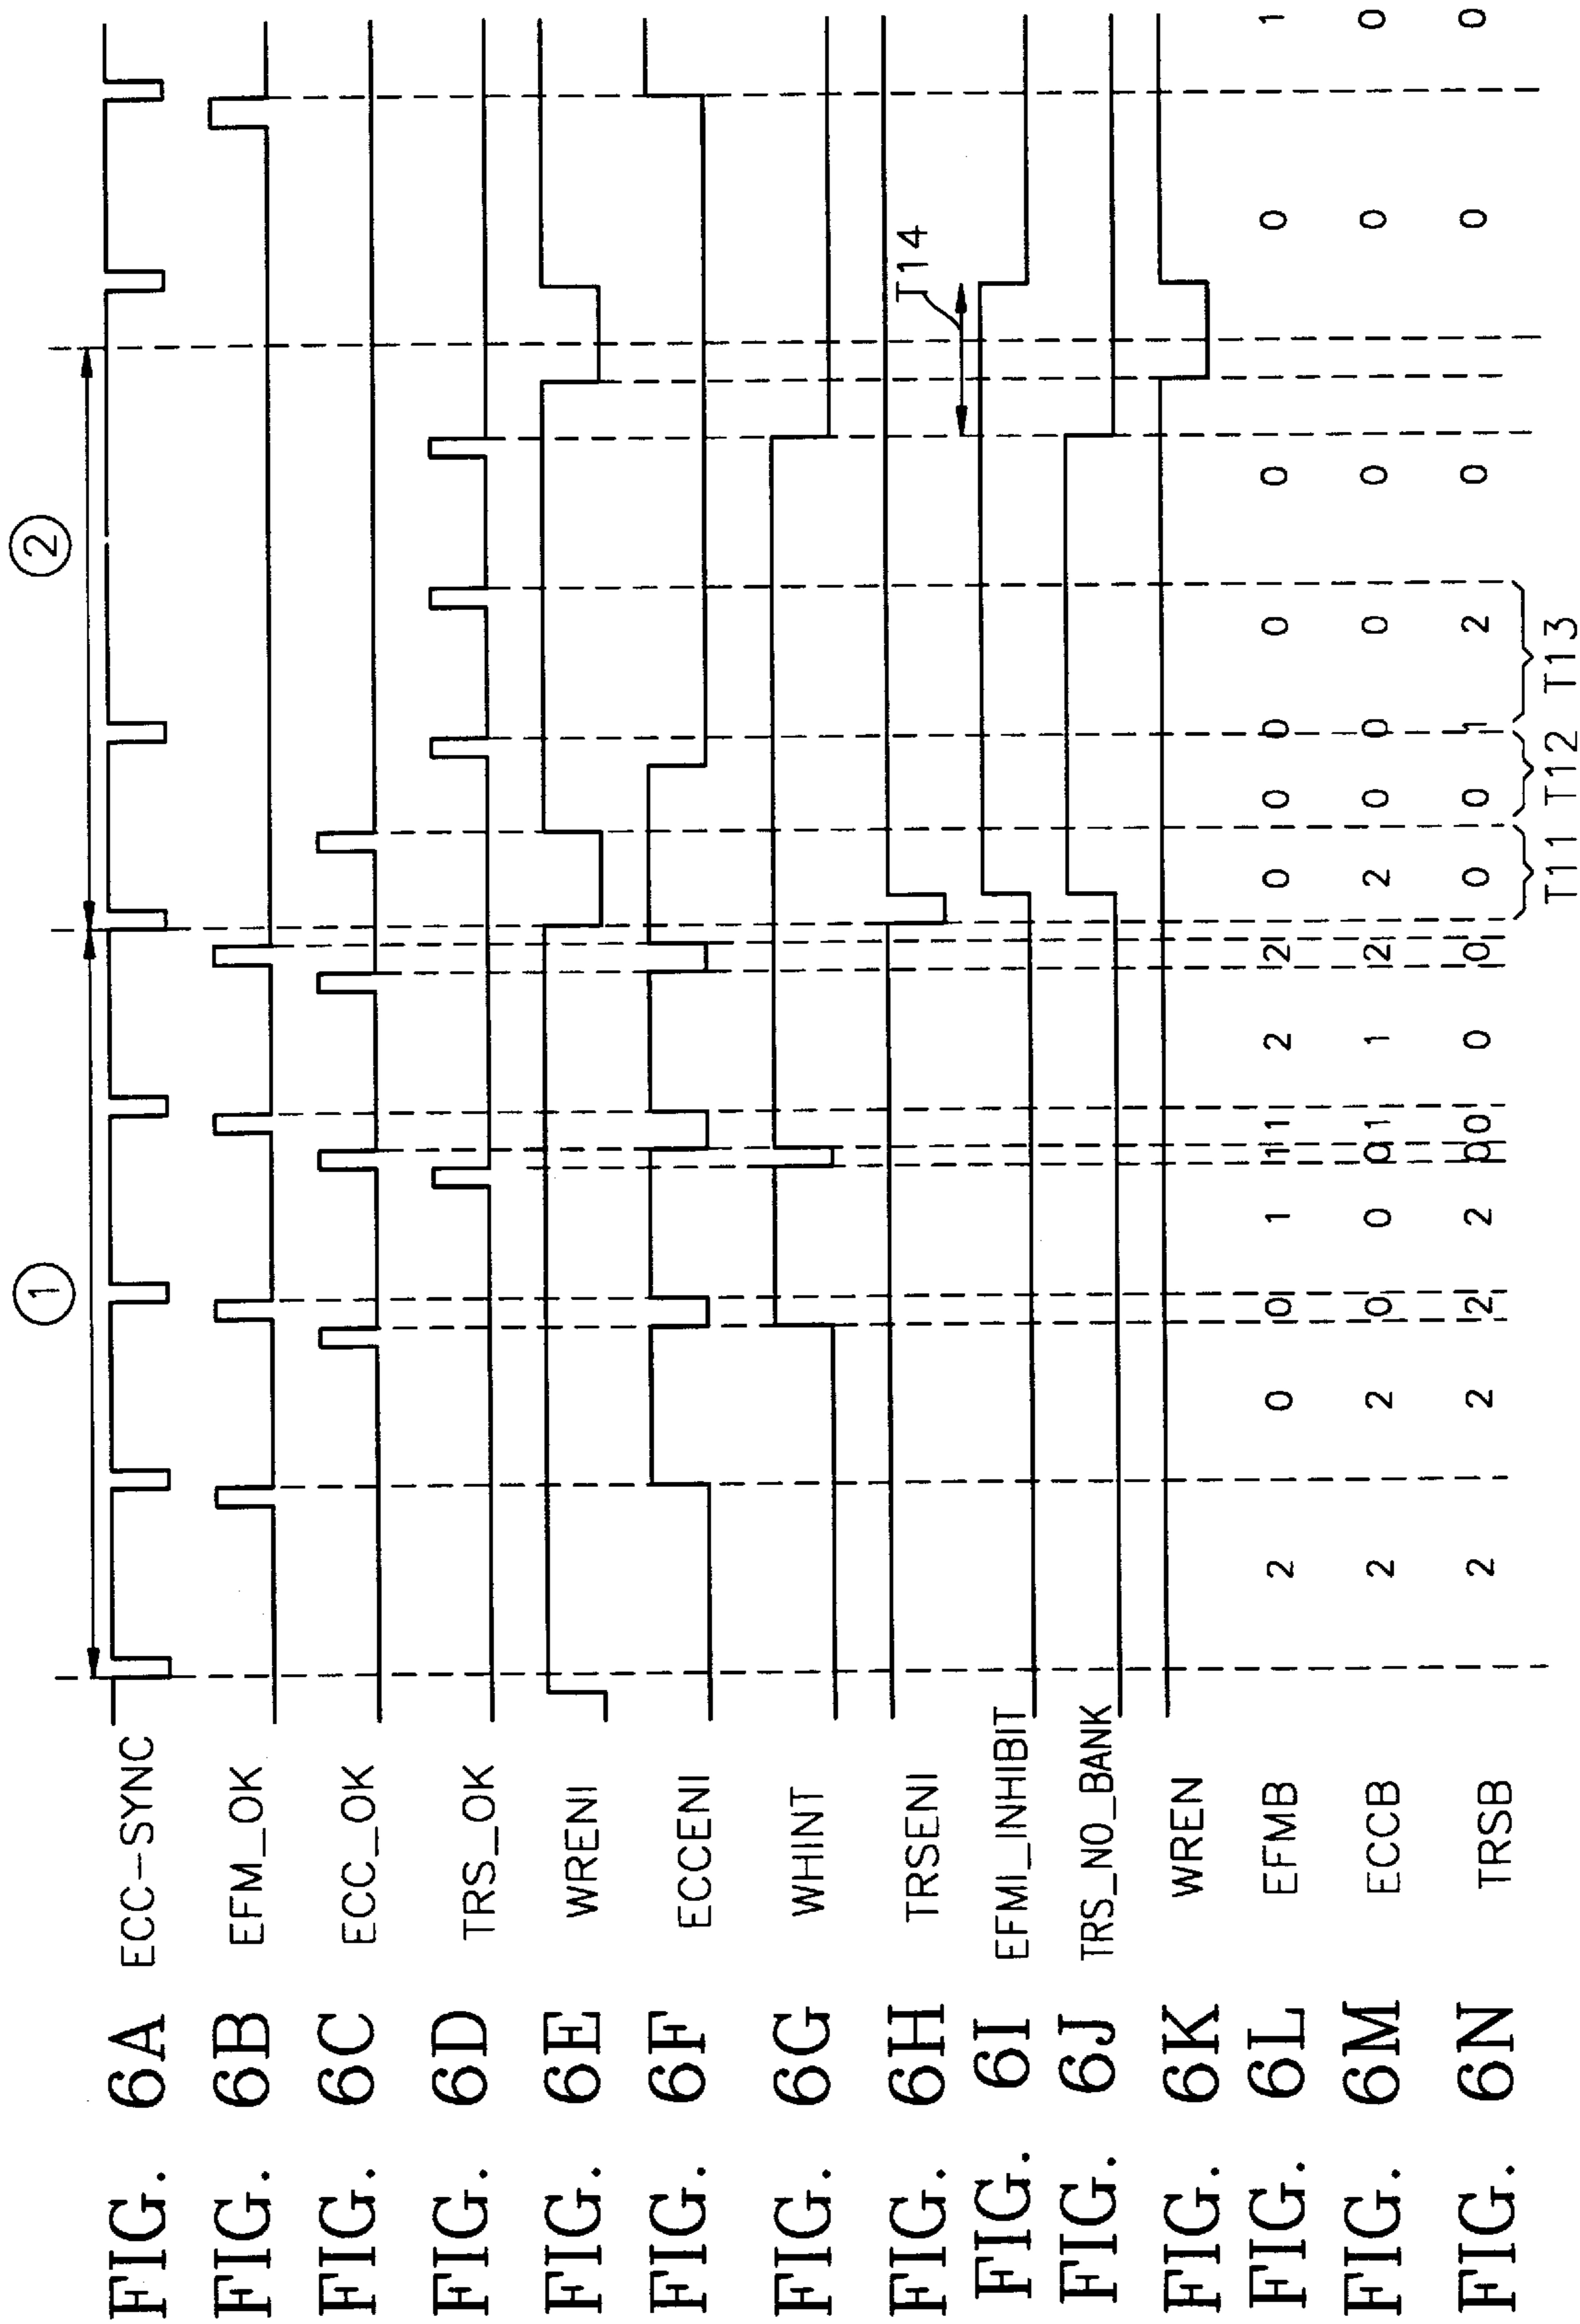 ① ②
FIG. 6A ECC-SYNC
FIG. 6B EFM_OK
FIG. 6C ECC_OK
FIG. 6D TRS_OK
FIG. 6E WRENI
FIG. 6F ECCENI
FIG. 6G WHINT
FIG. 6H TRSENI
T14
FIG. 6I EFMI_INHIBIT
FIG. 6J TRS_NO_BANK
FIG. 6K WREN
FIG. 6L EFMB 2 0 0 1 1 1 2 2 0 0 0 0 0 0 1
FIG. 6M ECCB 2 2 0 0 0 1 1 2 2 0 0 0 0 0 0
FIG. 6N TRSB 2 2 2 2 0 0 0 0 0 0 1 2 0 0 0
T11 T12 T13